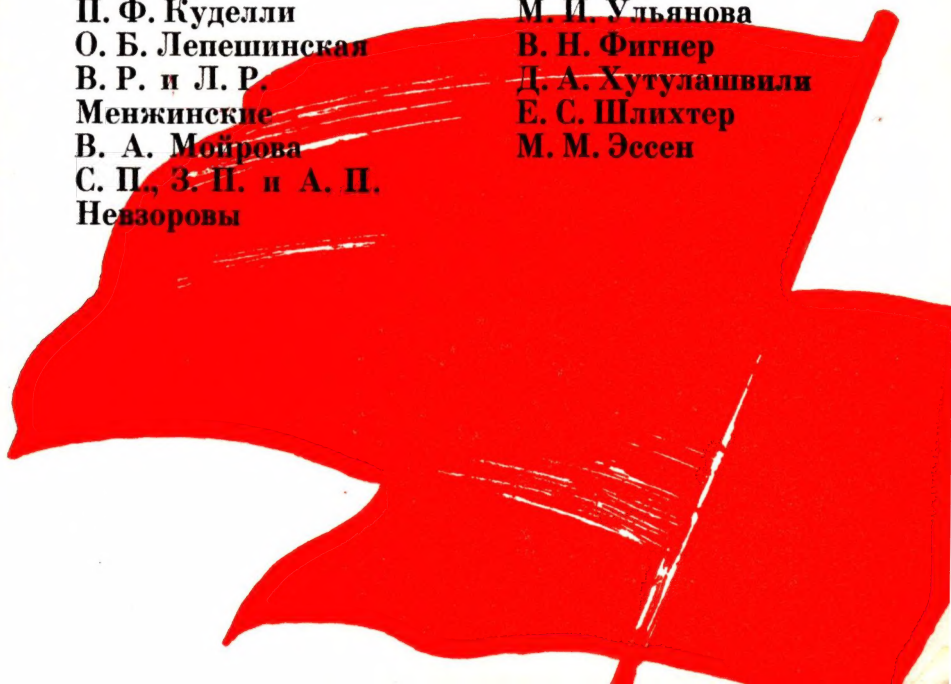 П. Ф. Куделли
О. Б. Лепешинская
В. Р. и Л. Р.
Менжинские
В. А. Мойрова
С. П., З. П. и А. П.
Невзоровы
М. И. Ульянова
В. Н. Фигнер
Д. А. Хутулашвили
Е. С. Шлихтер
М. М. Эссен